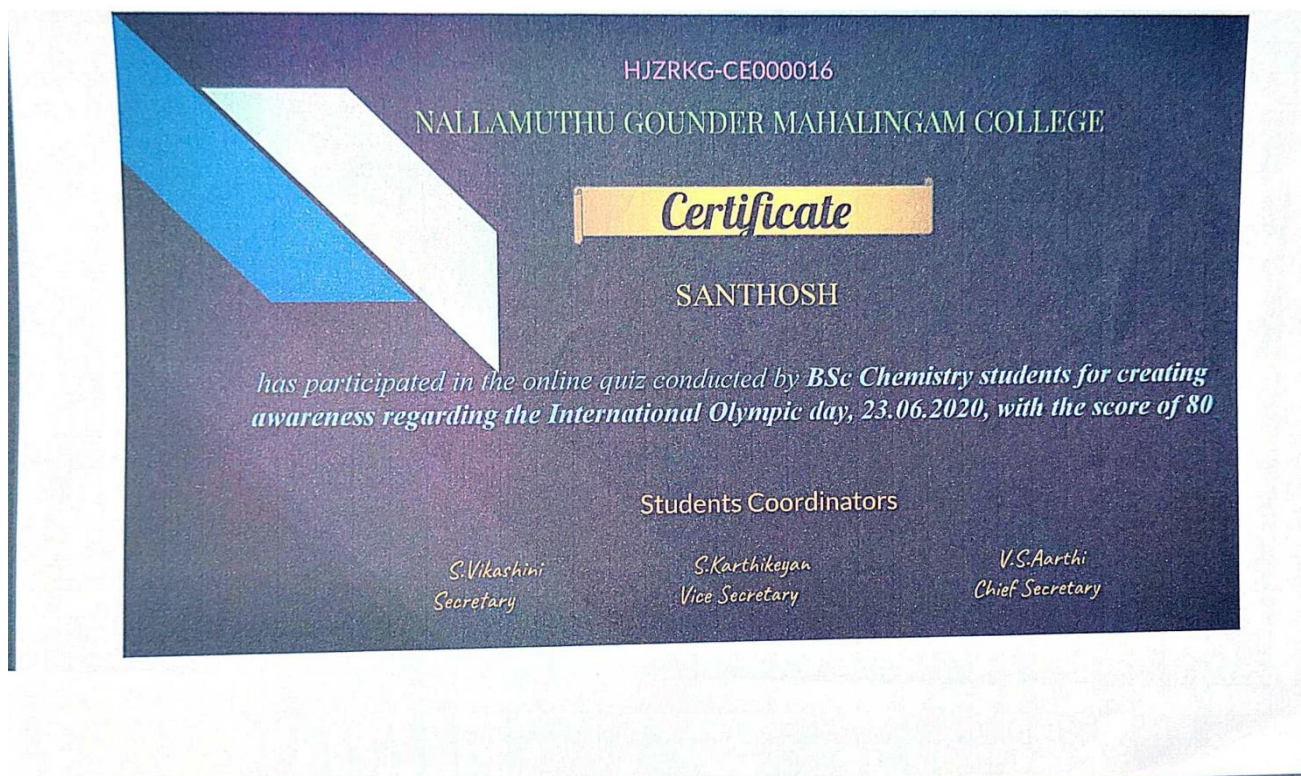 HJZRKG-CE000016
NALLAMUTHU GOUNDER MAHALINGAM COLLEGE
Certificate
SANTHOSH
has participated in the online quiz conducted by BSc Chemistry students for creating
awareness regarding the International Olympic day, 23.06.2020, with the score of 80
Students Coordinators
S.Vikashini
Secretary
S.Karthikeyan
Vice Secretary
V.S.Aarthi
Chief Secretary